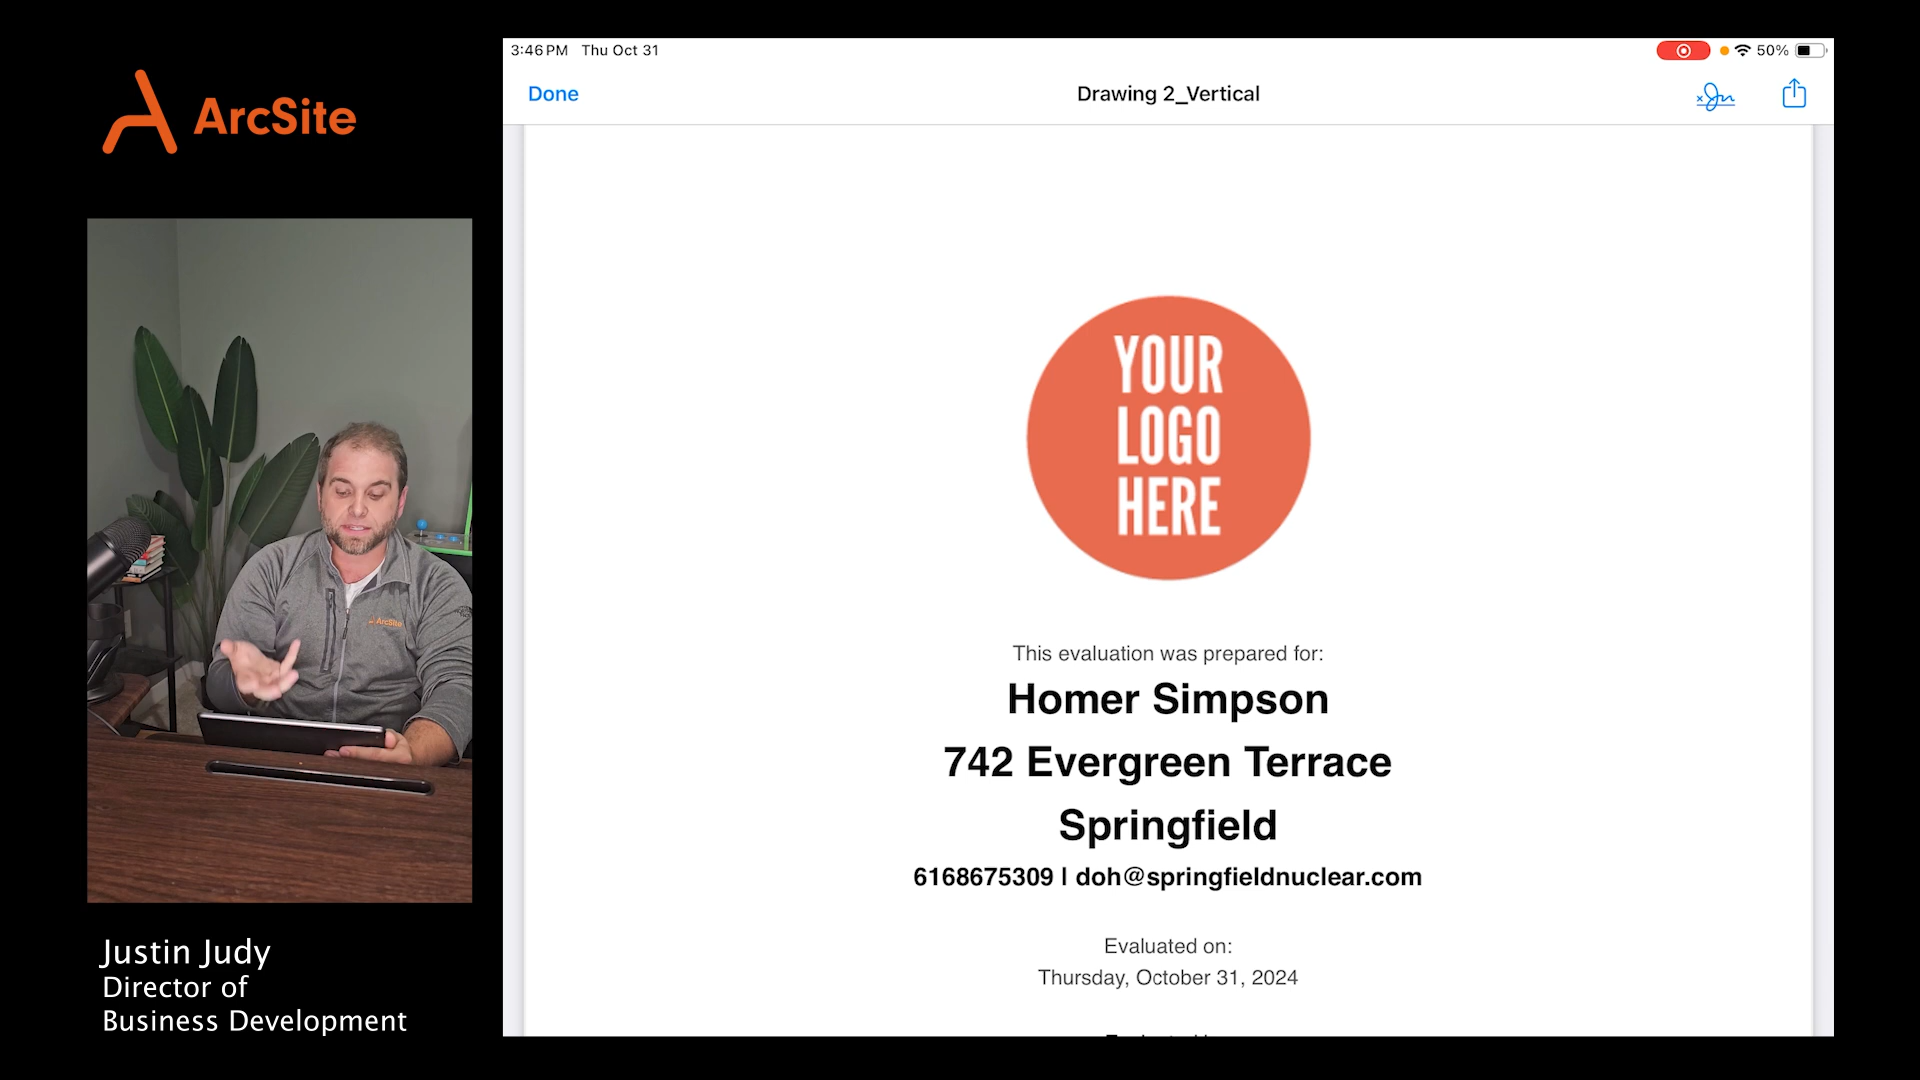 ArcSite
3:46 PM Thu Oct 31
50%
Done
Drawing 2_Vertical
YOUR
LOGO
HERE
This evaluation was prepared for:
Homer Simpson
742 Evergreen Terrace
Springfield
6168675309 | doh@springfieldnuclear.com
Evaluated on:
Thursday, October 31, 2024
ArcSite
Justin Judy
Director of
Business Development